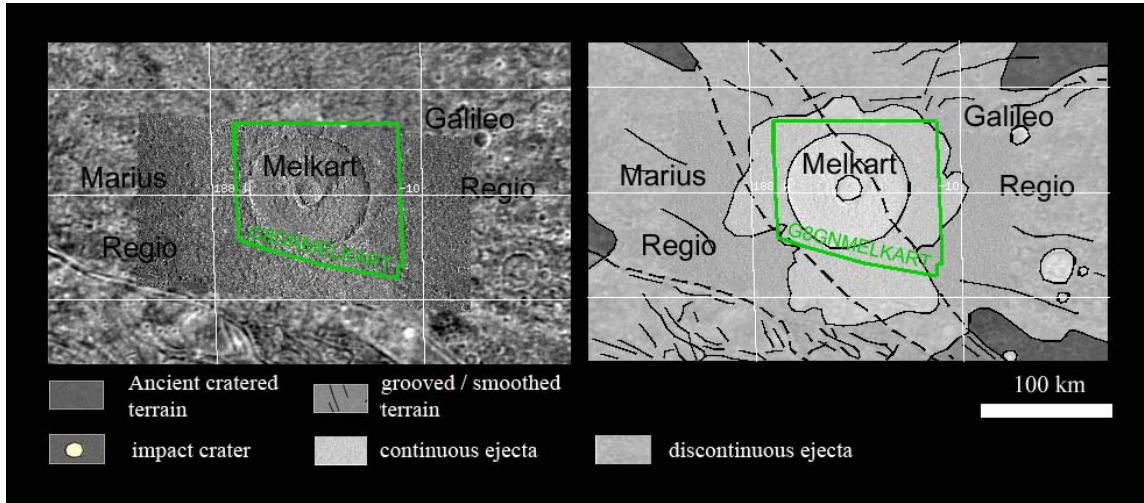 Galileo
Melkart
Marius
188
-10
Regio
Regio
G8GNMELKART
Galileo
Melkart
Marius
188
-10
Regio
Regio
G8GNMELKART
100 km
Ancient cratered
terrain
grooved / smoothed
terrain
impact crater
continuous ejecta
discontinuous ejecta